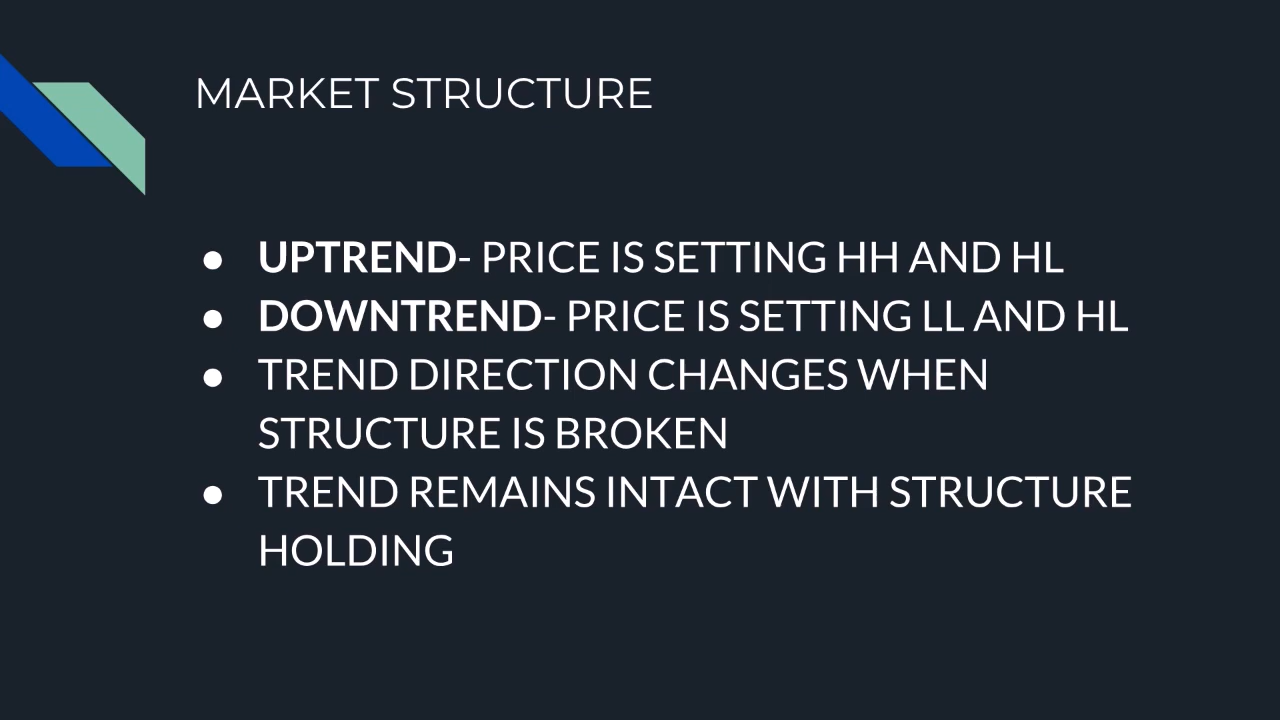 MARKET STRUCTURE
● UPTREND- PRICE IS SETTING HH AND HL
● DOWNTREND- PRICE IS SETTING LL AND HL
● TREND DIRECTION CHANGES WHEN
STRUCTURE IS BROKEN
● TREND REMAINS INTACT WITH STRUCTURE
HOLDING